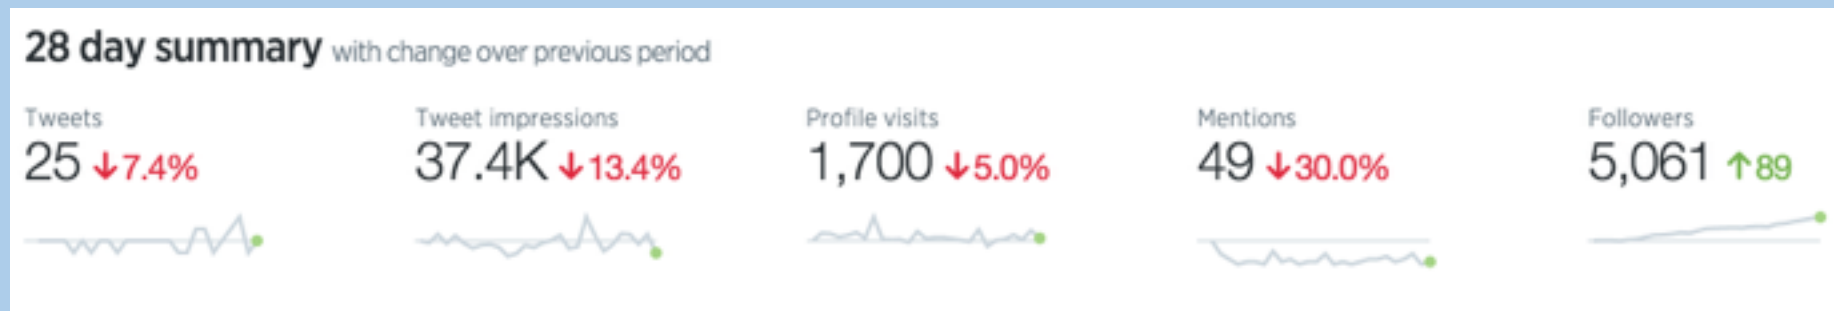 28 day summary with change over previous period
Tweets
25 ↓7.4%
Tweet impressions
37.4K ↓13.4%
Profile visits
1,700 ↓5.0%
Mentions
49 ↓30.0%
Followers
5,061 ↑89